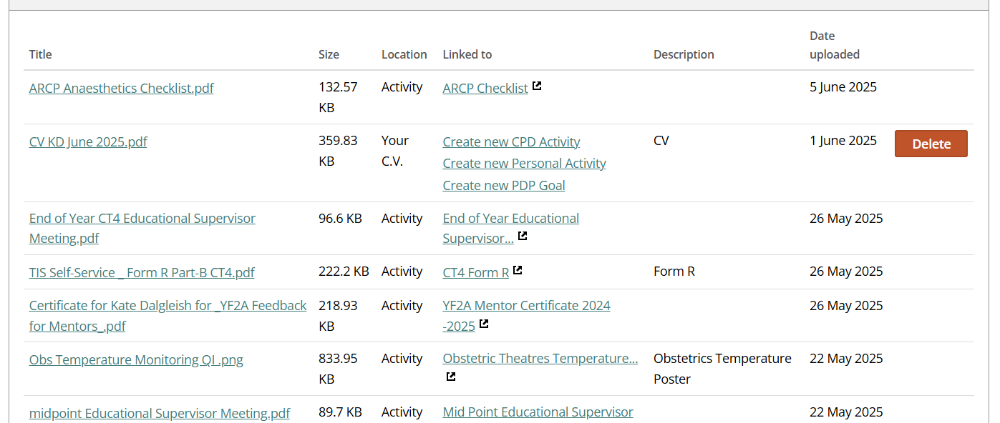 Date
Title Size Location Linked to Description uploaded
ARCP Anaesthetics Checklist.pdf 132.57 Activity ARCP Checklist 5 June 2025
KB
CV KD June 2025.pdf 359.83 Your Create new CPD Activity CV 1 June 2025 Delete
KB C.V. Create new Personal Activity
Create new PDP Goal
End of Year CT4 Educational Supervisor 96.6 KB Activity End of Year Educational 26 May 2025
Meeting.pdf Supervisor...
TIS Self-Service _ Form R Part-B CT4.pdf 222.2 KB Activity CT4 Form R Form R 26 May 2025
Certificate for Kate Dalgleish for _YF2A Feedback 218.93 Activity YF2A Mentor Certificate 2024 26 May 2025
for Mentors_.pdf KB -2025
Obs Temperature Monitoring QI .png 833.95 Activity Obstetric Theatres Temperature... Obstetrics Temperature 22 May 2025
KB Poster
midpoint Educational Supervisor Meeting.pdf 89.7 KB Activity Mid Point Educational Supervisor 22 May 2025